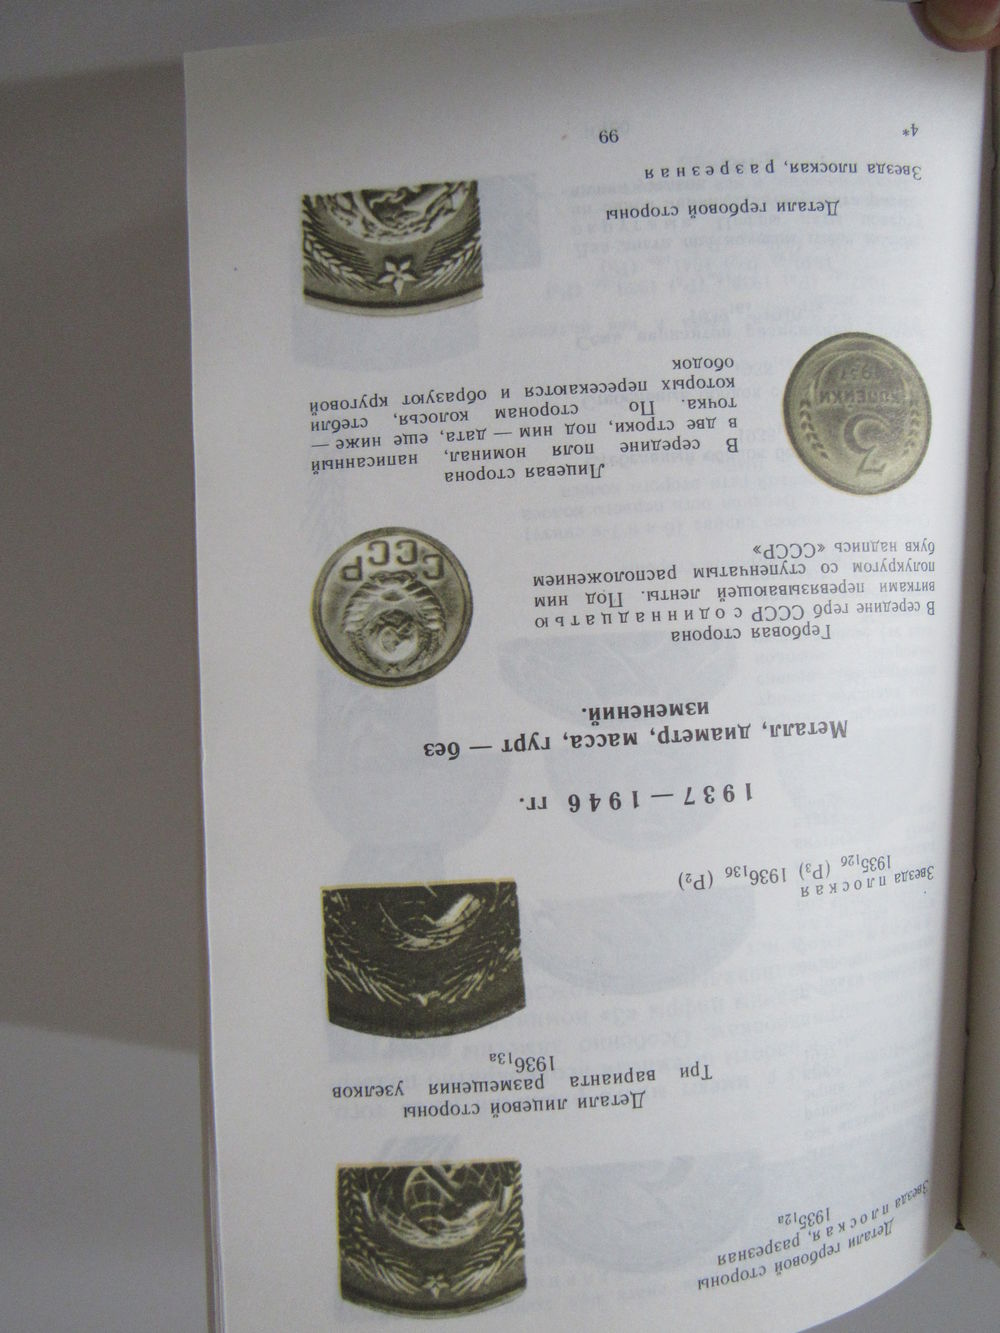 Детали гербовой стороны
Звезда плоская, разрезная
1935₁₂ₐ
Детали лицевой стороны
Три варианта размещения узелков
1936₁₃ₐ
Звезда плоская
1935₁₂б (Р₃) 1936₁₃б (Р₂)
1937—1946 гг.
Металл, диаметр, масса, гурт — без
изменений.
Гербовая сторона
В середине герб СССР с одиннадцатью
витками перевязывающей ленты. Под ним
полукругом со ступенчатым расположением
букв надпись «СССР»
СССР
Лицевая сторона
В середине поля номинал, написанный
в две строки, под ним — дата, еще ниже —
точка. По сторонам колосья, стебли
которых пересекаются и образуют круговой
ободок
КОПЕЙКИ
Детали гербовой стороны
Звезда плоская, разрезная
4*
99